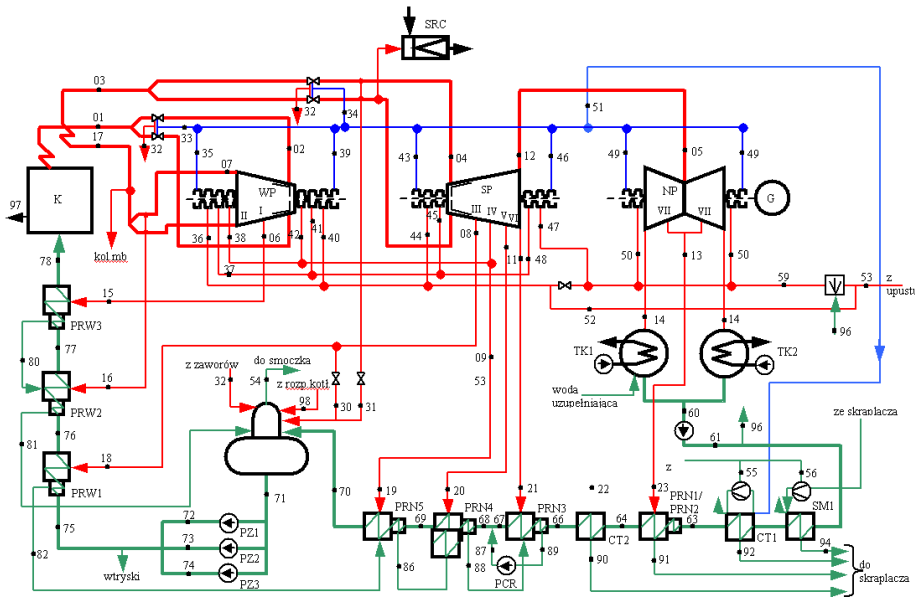 SRC
03
32
34
51
01
33
17
32
35
02
39
43
04
12
46
49
05
49
07
WP
SP
NP
K
II
I
III
IV
V
VI
VII
VII
G
97
36
38
06
42
41
40
44
45
08
47
kol.mb
37
11
48
50
13
50
78
59
53
z upustu
15
52
96
PRW3
14
14
77
09
TK1
TK2
80
z zaworów
do smoczka
z rozp.kotł
53
16
32
54
98
30
31
woda uzupełniająca
PRW2
60
96
ze skraplacza
81
76
61
18
z
55
56
PRW1
71
70
19
20
21
22
23
SM1
75
72
PZ1
PRN5
69
PRN4
68
67
PRN3
66
64
PRN1/
PRN2
63
CT1
82
73
PZ2
87
89
CT2
92
94
74
PZ3
86
88
PCR
90
91
do skraplacza
wtryski